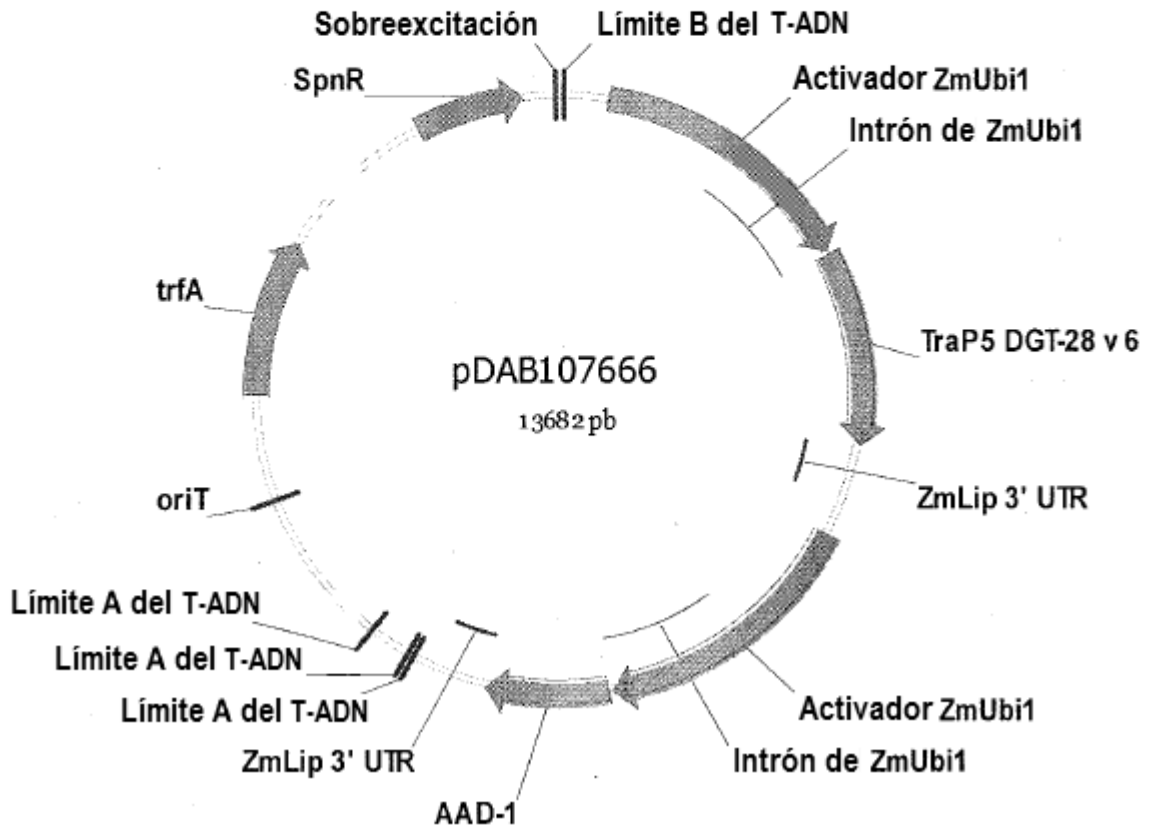 Sobreexcitación
Límite B del T-ADN
SpnR
Activador ZmUbi1
Intrón de ZmUbi1
trfA
TraP5 DGT-28 v 6
pDAB107666
13682 pb
oriT
ZmLip 3' UTR
Límite A del T-ADN
Límite A del T-ADN
Límite A del T-ADN
Activador ZmUbi1
ZmLip 3' UTR
Intrón de ZmUbi1
AAD-1